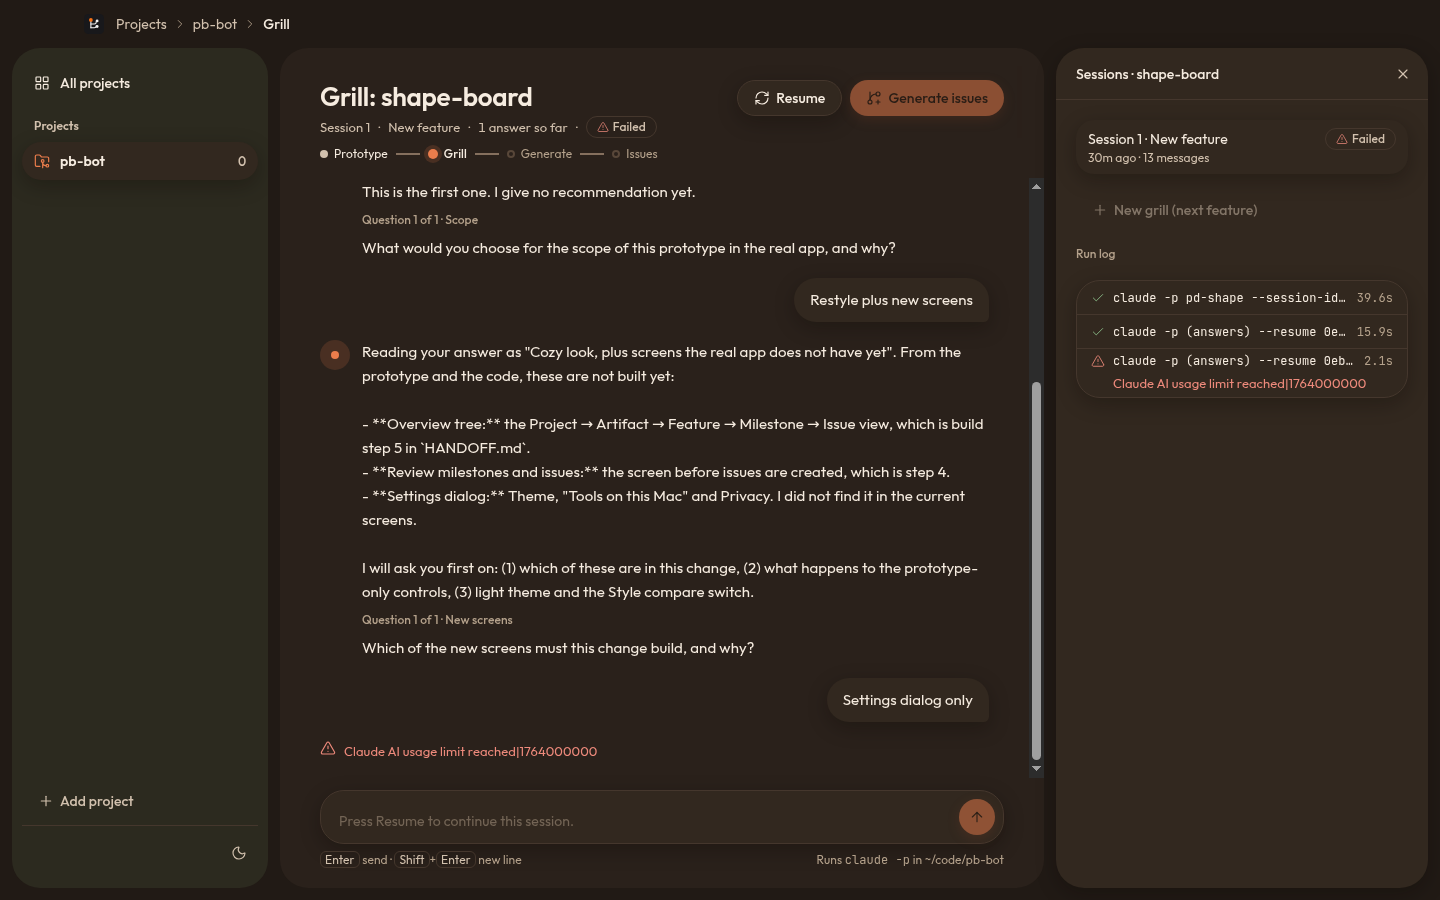 Projects > pb-bot > Grill
All projects
Projects
pb-bot 0
Add project
Grill: shape-board
Resume
Generate issues
Session 1 · New feature · 1 answer so far · Failed
Prototype Grill Generate Issues
This is the first one. I give no recommendation yet.
Question 1 of 1 · Scope
What would you choose for the scope of this prototype in the real app, and why?
Restyle plus new screens
Reading your answer as "Cozy look, plus screens the real app does not have yet". From the
prototype and the code, these are not built yet:
- **Overview tree:** the Project → Artifact → Feature → Milestone → Issue view, which is build
step 5 in `HANDOFF.md`.
- **Review milestones and issues:** the screen before issues are created, which is step 4.
- **Settings dialog:** Theme, "Tools on this Mac" and Privacy. I did not find it in the current
screens.
I will ask you first on: (1) which of these are in this change, (2) what happens to the prototype-
only controls, (3) light theme and the Style compare switch.
Question 1 of 1 · New screens
Which of the new screens must this change build, and why?
Settings dialog only
Claude AI usage limit reached|1764000000
Press Resume to continue this session.
Enter send · Shift + Enter new line
Runs claude -p in ~/code/pb-bot
Sessions · shape-board
Session 1 · New feature
Failed
30m ago · 13 messages
New grill (next feature)
Run log
claude -p pd-shape --session-id… 39.6s
claude -p (answers) --resume 0e… 15.9s
claude -p (answers) --resume 0eb… 2.1s
Claude AI usage limit reached|1764000000